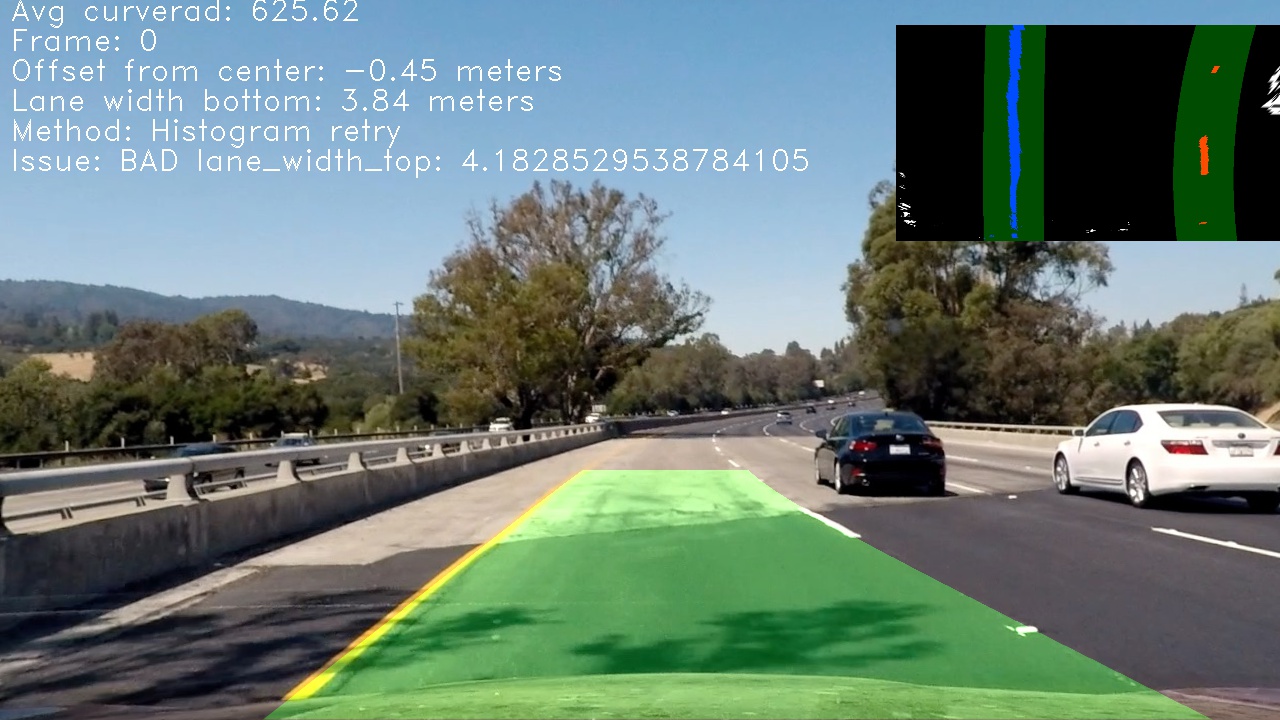 Avg curverad: 625.62
Frame: 0
Offset from center: −0.45 meters
Lane width bottom: 3.84 meters
Method: Histogram retry
Issue: BAD lane_width_top: 4.1828529538784105